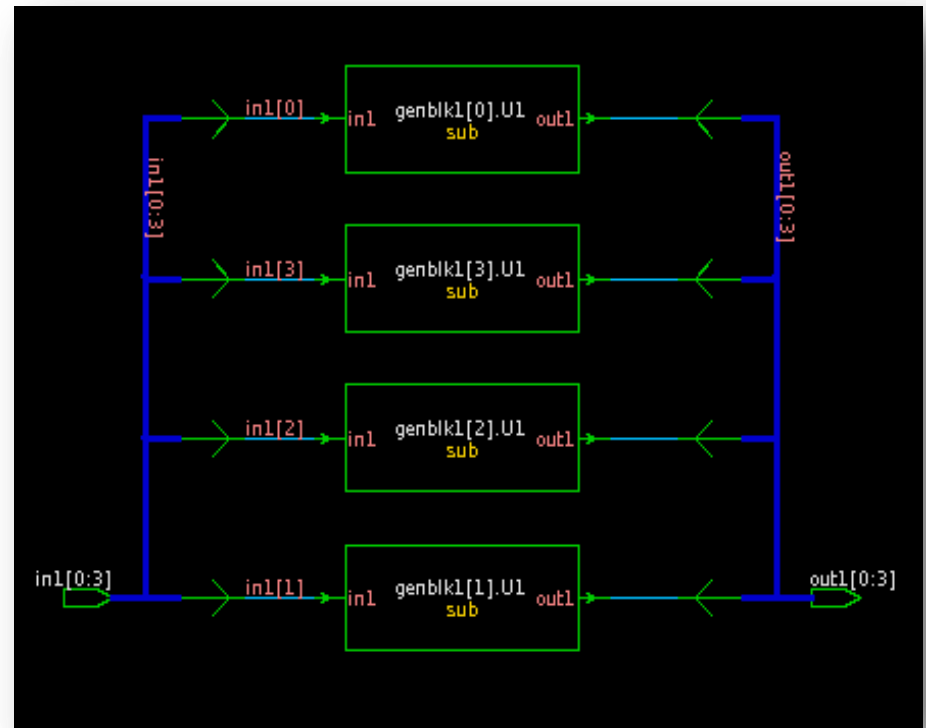 in1[0] in1 genblk1[0].U1 out1
sub
in1[0:3]
out1[0:3]
in1[3] in1 genblk1[3].U1 out1
sub
in1[2] in1 genblk1[2].U1 out1
sub
in1[0:3]
in1[1] in1 genblk1[1].U1 out1
sub
out1[0:3]